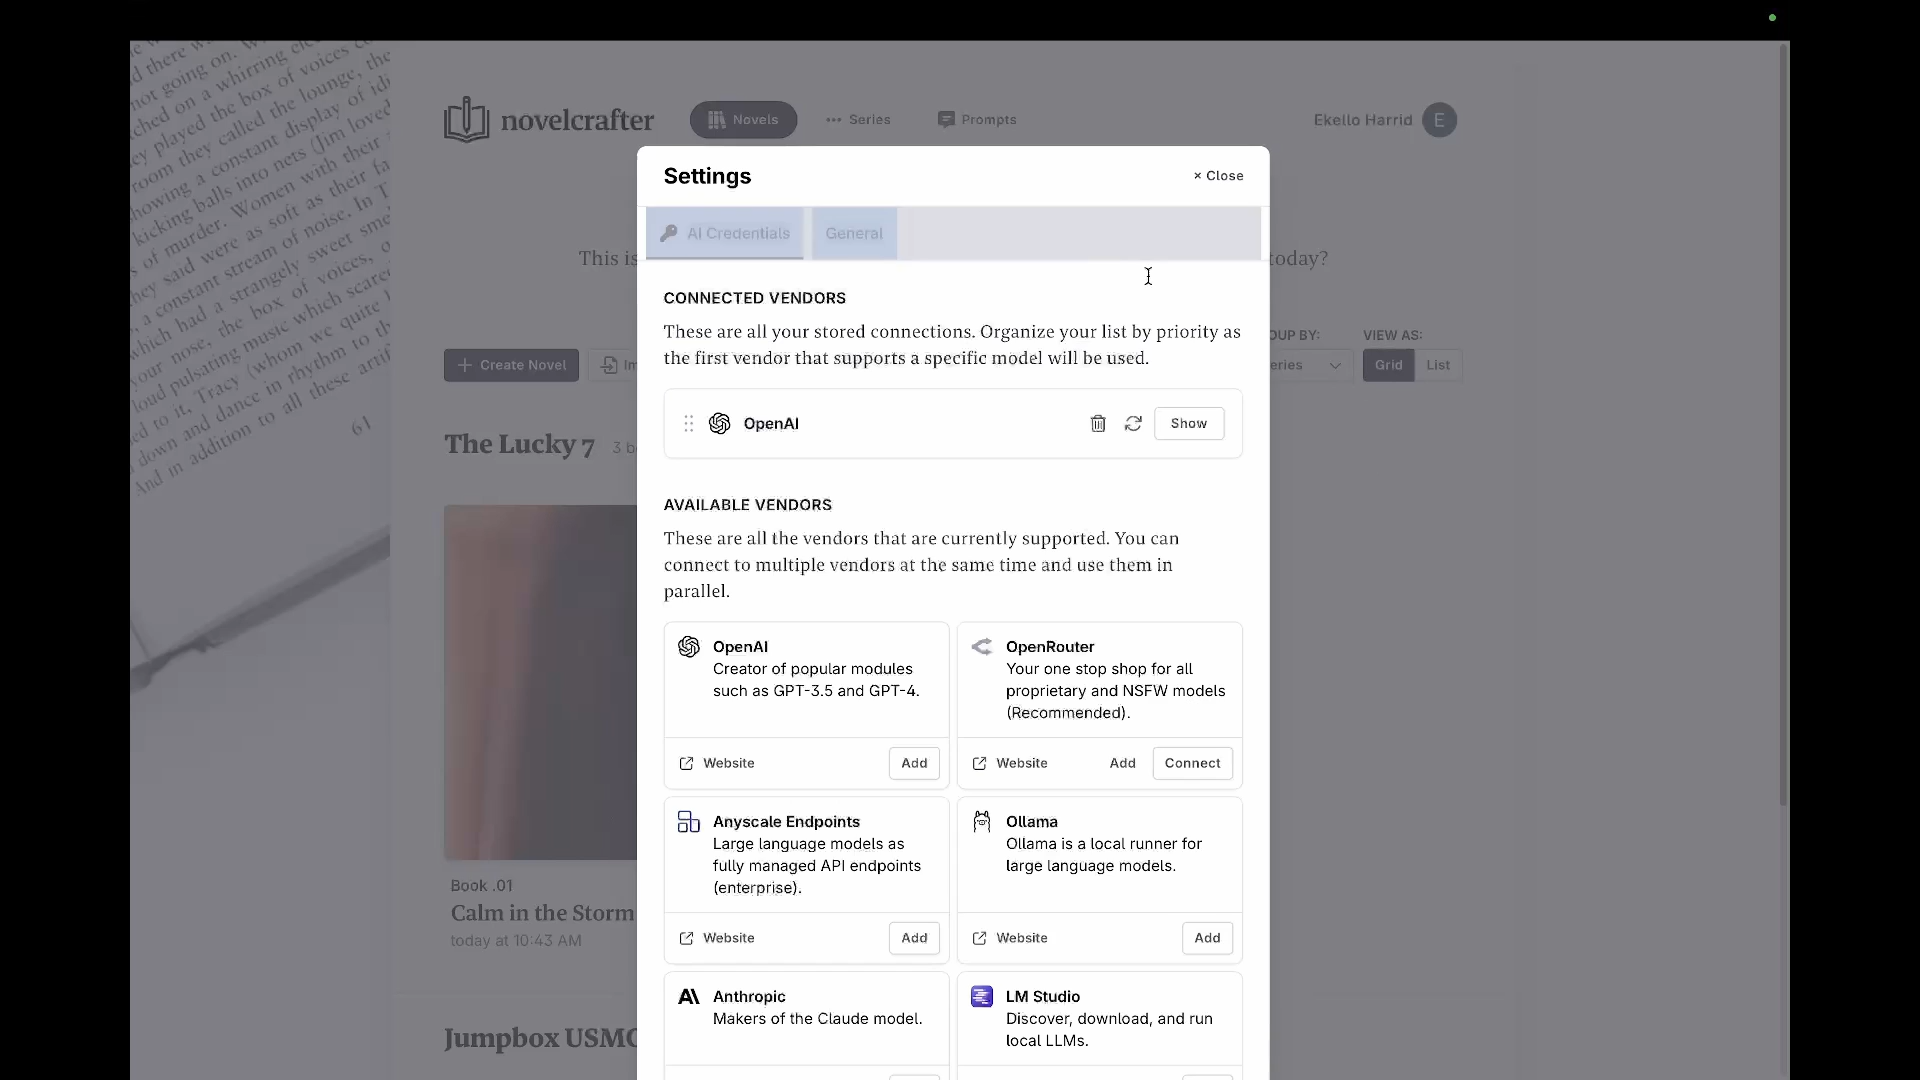 novelcrafter
Novels
Series
Prompts
Ekello Harrid
E
Settings
× Close
AI Credentials
General
This is
today?
CONNECTED VENDORS
These are all your stored connections. Organize your list by priority as
the first vendor that supports a specific model will be used.
OUP BY:
VIEW AS:
Create Novel
Im
eries
Grid
List
OpenAI
Show
The Lucky 7
3 b
AVAILABLE VENDORS
These are all the vendors that are currently supported. You can
connect to multiple vendors at the same time and use them in
parallel.
OpenAI
Creator of popular modules
such as GPT-3.5 and GPT-4.
Website
Add
OpenRouter
Your one stop shop for all
proprietary and NSFW models
(Recommended).
Website
Add
Connect
Anyscale Endpoints
Large language models as
fully managed API endpoints
(enterprise).
Website
Add
Ollama
Ollama is a local runner for
large language models.
Website
Add
Book .01
Calm in the Storm
today at 10:43 AM
Anthropic
Makers of the Claude model.
LM Studio
Discover, download, and run
local LLMs.
Jumpbox USMC